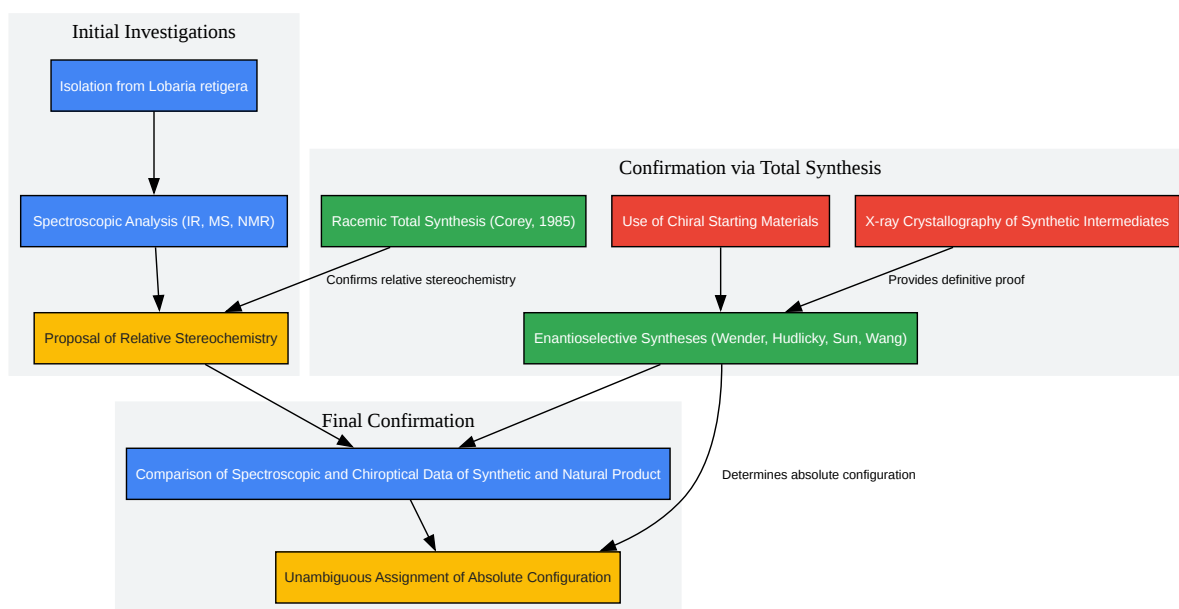 Initial Investigations
Isolation from Lobaria retigera
Confirmation via Total Synthesis
Spectroscopic Analysis (IR, MS, NMR)
Racemic Total Synthesis (Corey, 1985)
Use of Chiral Starting Materials
X-ray Crystallography of Synthetic Intermediates
Confirms relative stereochemistry
Provides definitive proof
Proposal of Relative Stereochemistry
Enantioselective Syntheses (Wender, Hudlicky, Sun, Wang)
Final Confirmation
Comparison of Spectroscopic and Chiroptical Data of Synthetic and Natural Product
Determines absolute configuration
Unambiguous Assignment of Absolute Configuration